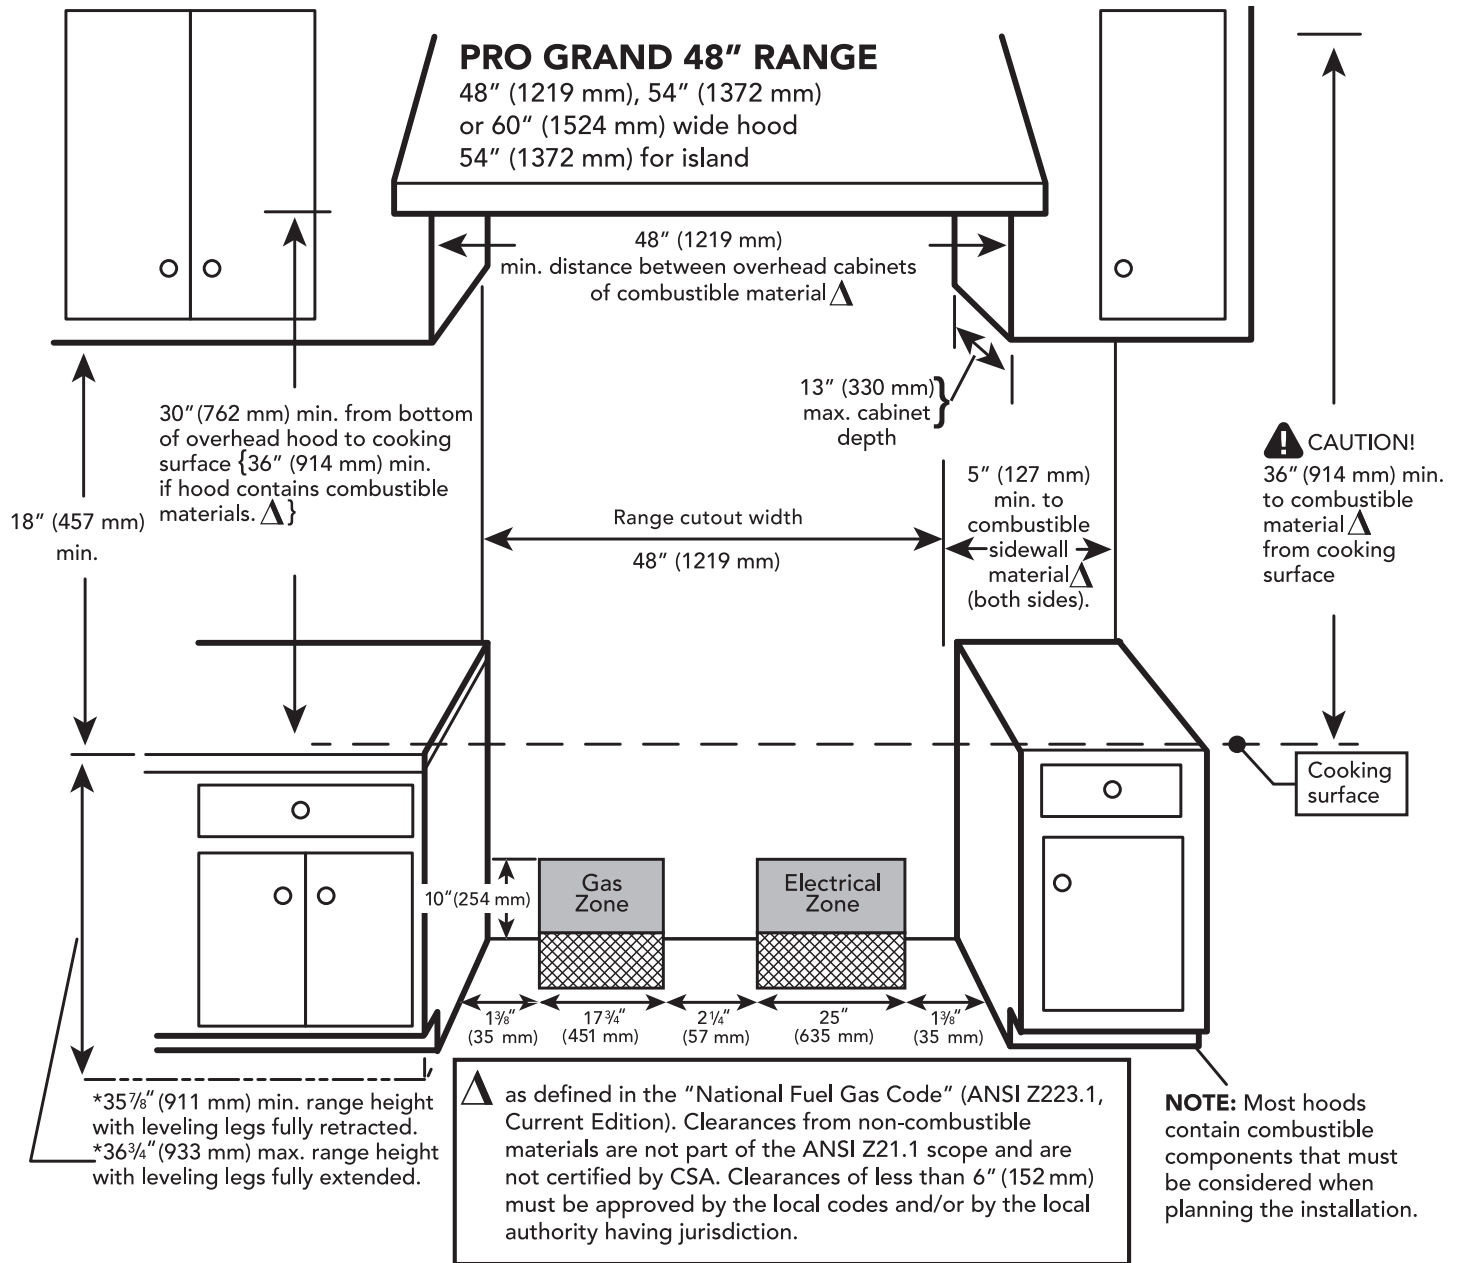 PRO GRAND 48” RANGE
48” (1219 mm), 54” (1372 mm)
or 60“ (1524 mm) wide hood
54” (1372 mm) for island
48” (1219 mm)
min. distance between overhead cabinets
of combustible material Δ
13” (330 mm) }
max. cabinet
depth
30” (762 mm) min. from bottom
of overhead hood to cooking
surface {36” (914 mm) min.
if hood contains combustible
materials. Δ }
18” (457 mm)
min.
Range cutout width
48” (1219 mm)
5” (127 mm)
min. to
combustible
sidewall
material Δ
(both sides).
CAUTION!
36” (914 mm) min.
to combustible
material Δ
from cooking
surface
Cooking
surface
10“ (254 mm)
Gas
Zone
Electrical
Zone
1⅜“
(35 mm)
17¾“
(451 mm)
2¼“
(57 mm)
25“
(635 mm)
1⅜“
(35 mm)
*35⅞“ (911 mm) min. range height
with leveling legs fully retracted.
*36¾“ (933 mm) max. range height
with leveling legs fully extended.
Δ as defined in the “National Fuel Gas Code” (ANSI Z223.1,
Current Edition). Clearances from non-combustible
materials are not part of the ANSI Z21.1 scope and are
not certified by CSA. Clearances of less than 6” (152 mm)
must be approved by the local codes and/or by the local
authority having jurisdiction.
NOTE: Most hoods
contain combustible
components that must
be considered when
planning the installation.